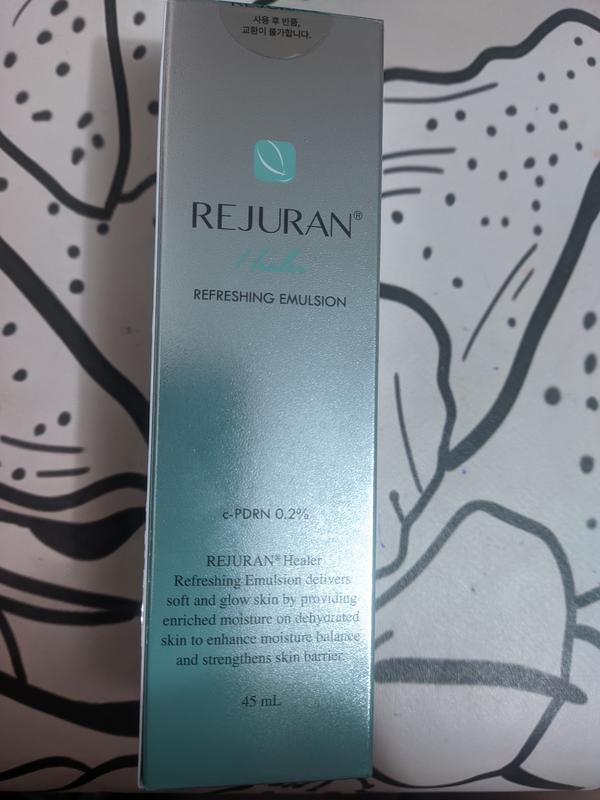 사용 후 반품,
교환이 불가합니다.
REJURAN®
Healer
REFRESHING EMULSION
c-PDRN 0.2%
REJURAN® Healer
Refreshing Emulsion delivers
soft and glow skin by providing
enriched moisture on dehydrated
skin to enhance moisture balance
and strengthens skin barrier.
45 mL